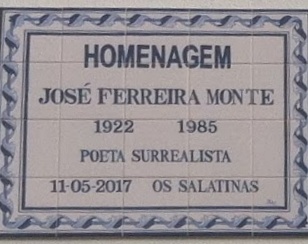 HOMENAGEM
JOSÉ FERREIRA MONTE
1922 1985
POETA SURREALISTA
11-05-2017 OS SALATINAS